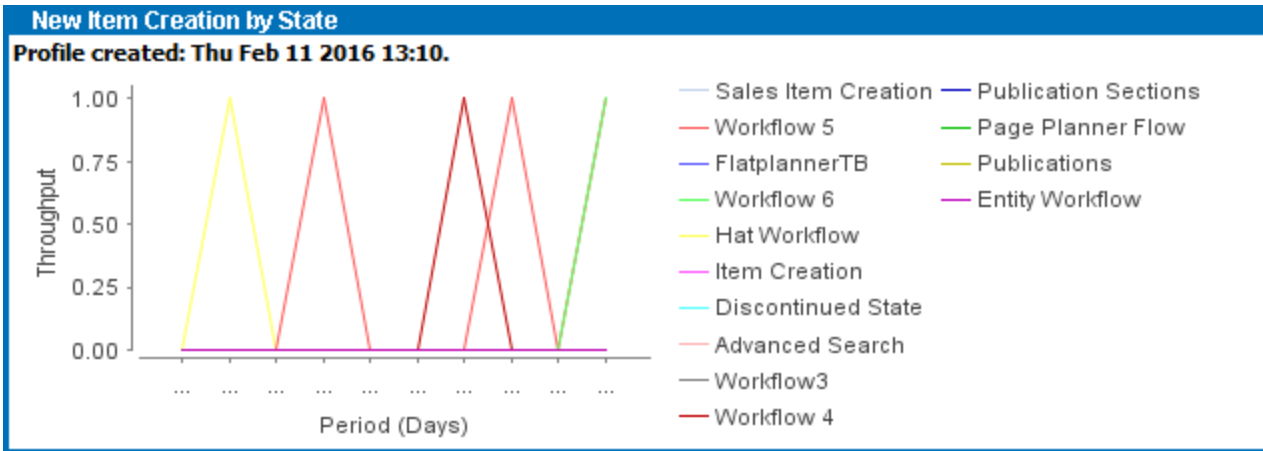 New Item Creation by State
Profile created: Thu Feb 11 2016 13:10.
1.00
0.75
0.50
0.25
0.00
Throughput
... ... ... ... ... ... ... ... ... ...
Period (Days)
Sales Item Creation
Workflow 5
FlatplannerTB
Workflow 6
Hat Workflow
Item Creation
Discontinued State
Advanced Search
Workflow3
Workflow 4
Publication Sections
Page Planner Flow
Publications
Entity Workflow